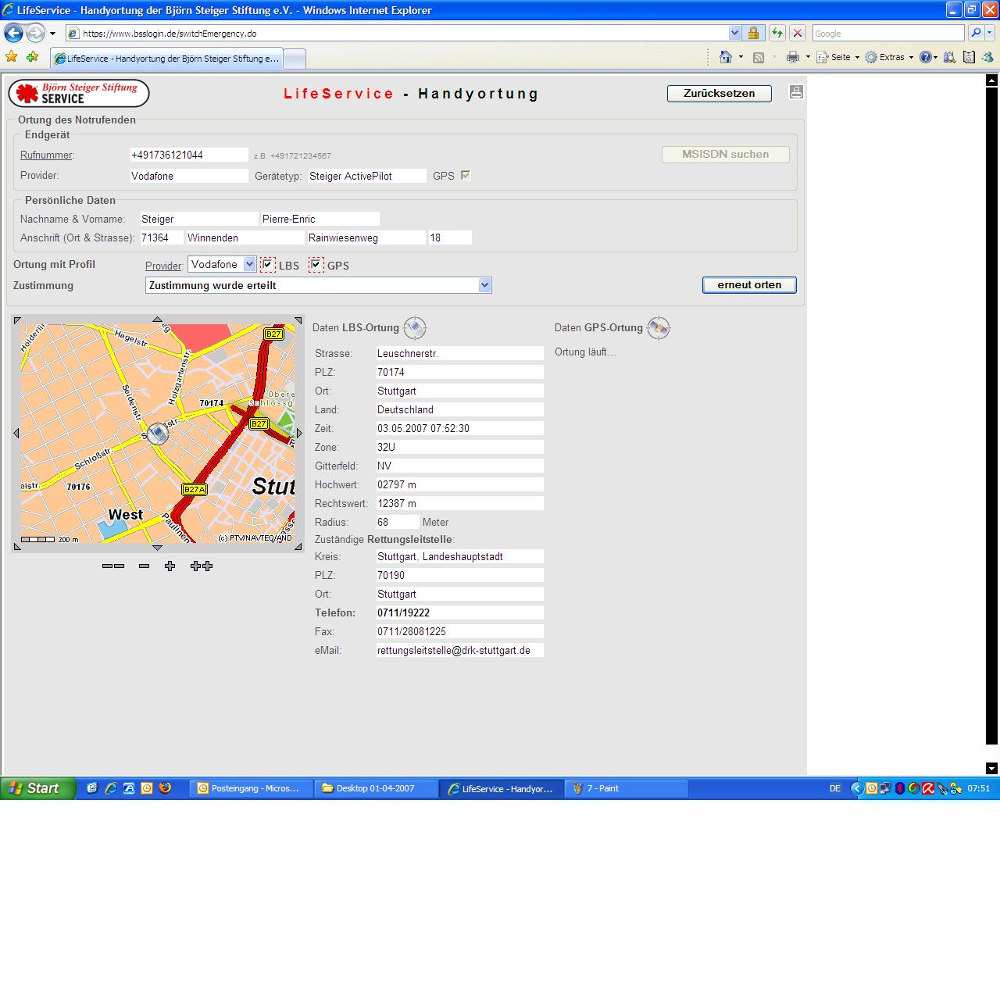 LifeService - Handyortung der Björn Steiger Stiftung e.V. - Windows Internet Explorer
https://www.bsslogin.de/switchEmergency.do
Google
LifeService - Handyortung der Björn Steiger Stiftung e...
Seite
Extras
Björn Steiger Stiftung
SERVICE
LifeService - Handyortung
Zurücksetzen
Ortung des Notrufenden
Endgerät
Rufnummer: +491736121044 z.B. +491721234567
MSISDN suchen
Provider: Vodafone Gerätetyp: Steiger ActivePilot GPS
Persönliche Daten
Nachname & Vorname: Steiger Pierre-Enric
Anschrift (Ort & Strasse): 71364 Winnenden Rainwiesenweg 18
Ortung mit Profil Provider: Vodafone LBS GPS
Zustimmung Zustimmung wurde erteilt
erneut orten
Hegelstr.
Holzgartenstr.
Seidenstr.
B27
70174
Obere
Schlossg
B27
Schloßstr.
70176
B27A
Stut
West
200 m
(c) PTV/NAVTEQ/AND
Daten LBS-Ortung
Strasse: Leuschnerstr.
PLZ: 70174
Ort: Stuttgart
Land: Deutschland
Zeit: 03.05.2007 07:52:30
Zone: 32U
Gitterfeld: NV
Hochwert: 02797 m
Rechtswert: 12387 m
Radius: 68 Meter
Zuständige Rettungsleitstelle:
Kreis: Stuttgart, Landeshauptstadt
PLZ: 70190
Ort: Stuttgart
Telefon: 0711/19222
Fax: 0711/28081225
eMail: rettungsleitstelle@drk-stuttgart.de
Daten GPS-Ortung
Ortung läuft...
Start
Posteingang - Micros...
Desktop 01-04-2007
LifeService - Handyor...
7 - Paint
DE
07:51